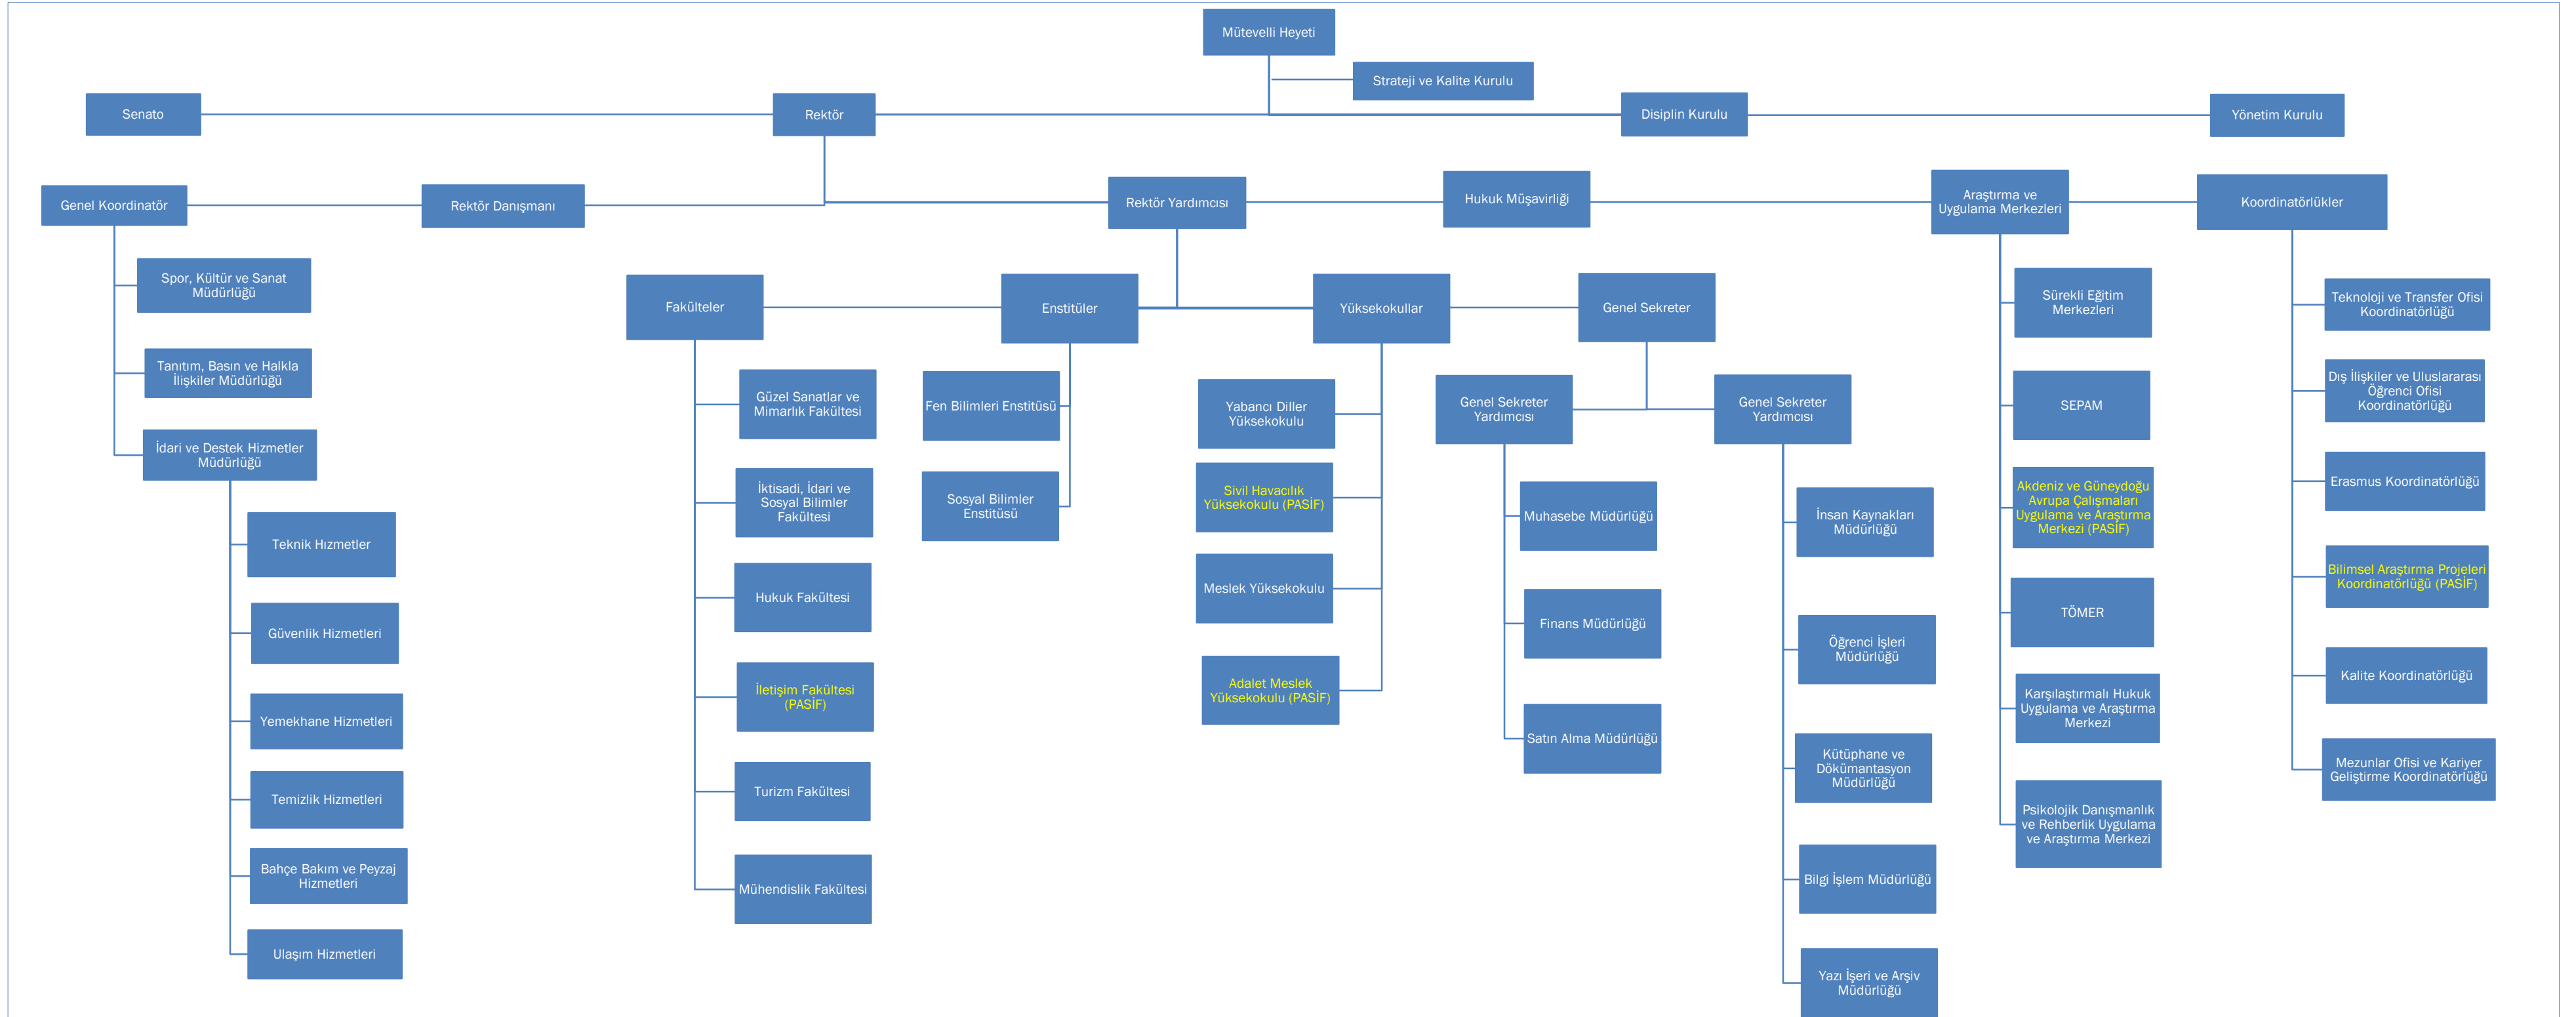 Mütevelli Heyeti
Strateji ve Kalite Kurulu
Senato
Rektör
Disiplin Kurulu
Yönetim Kurulu
Genel Koordinatör
Rektör Danışmanı
Rektör Yardımcısı
Hukuk Müşavirliği
Araştırma ve
Uygulama Merkezleri
Koordinatörlükler
Spor, Kültür ve Sanat
Müdürlüğü
Tanıtım, Basın ve Halkla
İlişkiler Müdürlüğü
İdari ve Destek Hizmetler
Müdürlüğü
Teknik Hızmetler
Güvenlik Hizmetleri
Yemekhane Hizmetleri
Temizlik Hizmetleri
Bahçe Bakım ve Peyzaj
Hizmetleri
Ulaşım Hizmetleri
Fakülteler
Güzel Sanatlar ve
Mimarlık Fakültesi
İktisadi, İdari ve
Sosyal Bilimler
Fakültesi
Hukuk Fakültesi
İletişim Fakültesi
(PASİF)
Turizm Fakültesi
Mühendislik Fakültesi
Enstitüler
Fen Bilimleri Enstitüsü
Sosyal Bilimler
Enstitüsü
Yüksekokullar
Yabancı Diller
Yüksekokulu
Sivil Havacılık
Yüksekokulu (PASİF)
Meslek Yüksekokulu
Adalet Meslek
Yüksekokulu (PASİF)
Genel Sekreter
Genel Sekreter
Yardımcısı
Muhasebe Müdürlüğü
Finans Müdürlüğü
Satın Alma Müdürlüğü
Genel Sekreter
Yardımcısı
İnsan Kaynakları
Müdürlüğü
Öğrenci İşleri
Müdürlüğü
Kütüphane ve
Dökümantasyon
Müdürlüğü
Bilgi İşlem Müdürlüğü
Yazı İşeri ve Arşiv
Müdürlüğü
Sürekli Eğitim
Merkezleri
SEPAM
Akdeniz ve Güneydoğu
Avrupa Çalışmaları
Uygulama ve Araştırma
Merkezi (PASİF)
TÖMER
Karşılaştırmalı Hukuk
Uygulama ve Araştırma
Merkezi
Psikolojik Danışmanlık
ve Rehberlik Uygulama
ve Araştırma Merkezi
Teknoloji ve Transfer Ofisi
Koordinatörlüğü
Dış İlişkiler ve Uluslararası
Öğrenci Ofisi
Koordinatörlüğü
Erasmus Koordinatörlüğü
Bilimsel Araştırma Projeleri
Koordinatörlüğü (PASİF)
Kalite Koordinatörlüğü
Mezunlar Ofisi ve Kariyer
Geliştirme Koordinatörlüğü